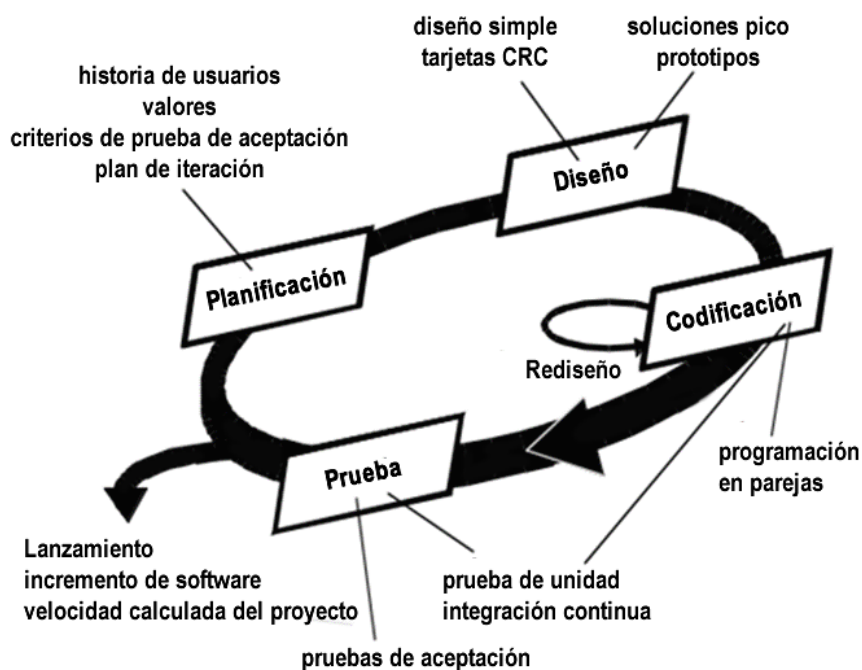 diseño simple
tarjetas CRC
soluciones pico
prototipos
historia de usuarios
valores
criterios de prueba de aceptación
plan de iteración
Diseño
Planificación
Codificación
Rediseño
programación
en parejas
Prueba
Lanzamiento
incremento de software
velocidad calculada del proyecto
prueba de unidad
integración continua
pruebas de aceptación